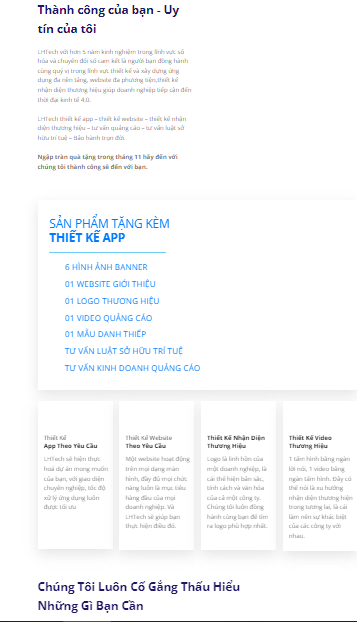 Thành công của bạn - Uy
tín của tôi
LHTech với hơn 5 năm kinh nghiệm trong lĩnh vực số
hóa và chuyển đổi số cam kết là người bạn đồng hành
cùng quý vị trong lĩnh vực thiết kế và xây dựng ứng
dụng đa nền tảng, website đa phương tiện,thiết kế
nhận diện thương hiệu giúp doanh nghiệp tiếp cận đến
thời đại kinh tế 4.0.
LHTech thiết kế app – thiết kế website – thiết kế nhận
diện thương hiệu – tư vấn quảng cáo – tư vấn luật sở
hữu trí tuệ – bảo hành trọn đời.
Ngập tràn quà tặng trong tháng 11 hãy đến với
chúng tôi thành công sẽ đến với bạn.
SẢN PHẨM TẶNG KÈM
THIẾT KẾ APP
6 HÌNH ẢNH BANNER
01 WEBSITE GIỚI THIỆU
01 LOGO THƯƠNG HIỆU
01 VIDEO QUẢNG CÁO
01 MẪU DANH THIẾP
TƯ VẤN LUẬT SỞ HỮU TRÍ TUỆ
TƯ VẤN KINH DOANH QUẢNG CÁO
Thiết Kế
App Theo Yêu Cầu
LHTech sẽ hiện thực
hoá dự án mong muốn
của bạn, với giao diện
chuyên nghiệp, tốc độ
xử lý ứng dụng luôn
được tối ưu
Thiết Kế Website
Theo Yêu Cầu
Một website hoạt động
trên mọi dạng màn
hình, đầy đủ mọi chức
năng luôn là mục tiêu
hàng đầu của mọi
doanh nghiệp. Và
LHTech sẽ giúp bạn
thực hiện điều đó.
Thiết Kế Nhận Diện
Thương Hiệu
Logo là linh hồn của
một doanh nghiệp, là
cái thể hiện bản sắc,
tính cách và văn hóa
của cả một công ty.
Chúng tôi luôn đồng
hành cùng bạn để tìm
ra logo phù hợp nhất.
Thiết Kế Video
Thương Hiệu
1 tấm hình bằng ngàn
lời nói, 1 video bằng
ngàn tấm hình. Đây có
thể nói là xu hướng
nhận diện thương hiện
trong tương lai, là cái
làm nên sự khác biệt
của các công ty với
nhau.
Chúng Tôi Luôn Cố Gắng Thấu Hiểu
Những Gì Bạn Cần